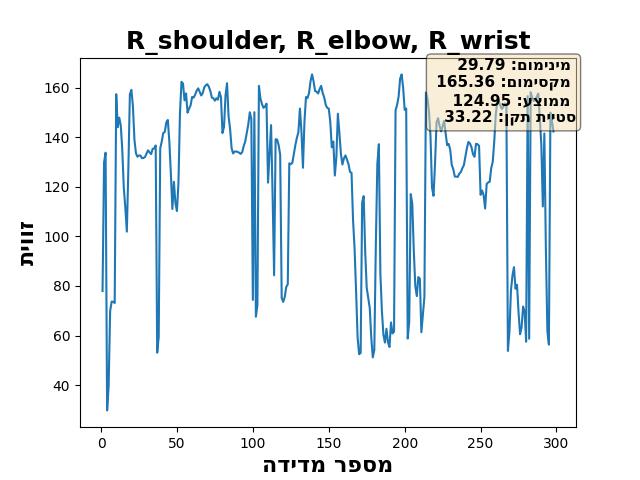 R_shoulder, R_elbow, R_wrist
מינימום: 29.79
מקסימום: 165.36
ממוצע: 124.95
סטיית תקן: 33.22
זווית
160
140
120
100
80
60
40
0 50 100 150 200 250 300
מספר מדידה